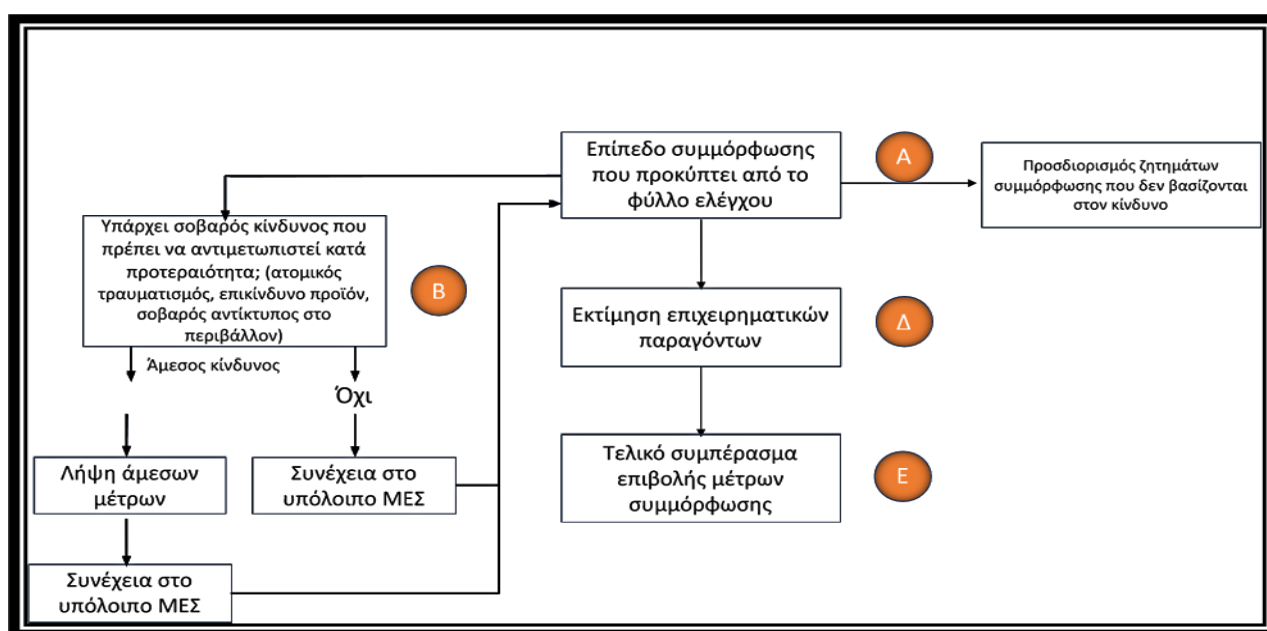 Επίπεδο συμμόρφωσης
που προκύπτει από το
φύλλο ελέγχου
Α
Προσδιορισμός ζητημάτων
συμμόρφωσης που δεν βασίζονται
στον κίνδυνο
Υπάρχει σοβαρός κίνδυνος που
πρέπει να αντιμετωπιστεί κατά
προτεραιότητα; (ατομικός
τραυματισμός, επικίνδυνο προϊόν,
σοβαρός αντίκτυπος στο
περιβάλλον)
Β
Άμεσος κίνδυνος
Όχι
Λήψη άμεσων
μέτρων
Συνέχεια στο
υπόλοιπο ΜΕΣ
Συνέχεια στο
υπόλοιπο ΜΕΣ
Εκτίμηση επιχειρηματικών
παραγόντων
Δ
Τελικό συμπέρασμα
επιβολής μέτρων
συμμόρφωσης
Ε